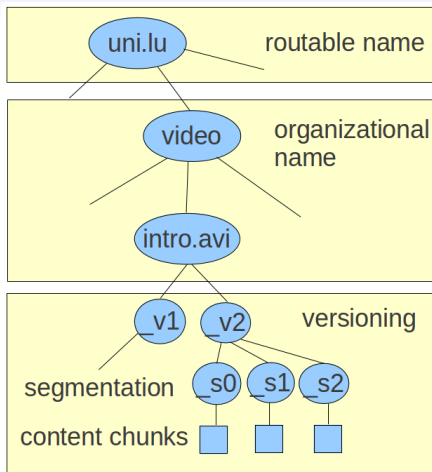 uni.lu
routable name
video
organizational
name
intro.avi
_v1
_v2
versioning
segmentation
_s0
_s1
_s2
content chunks